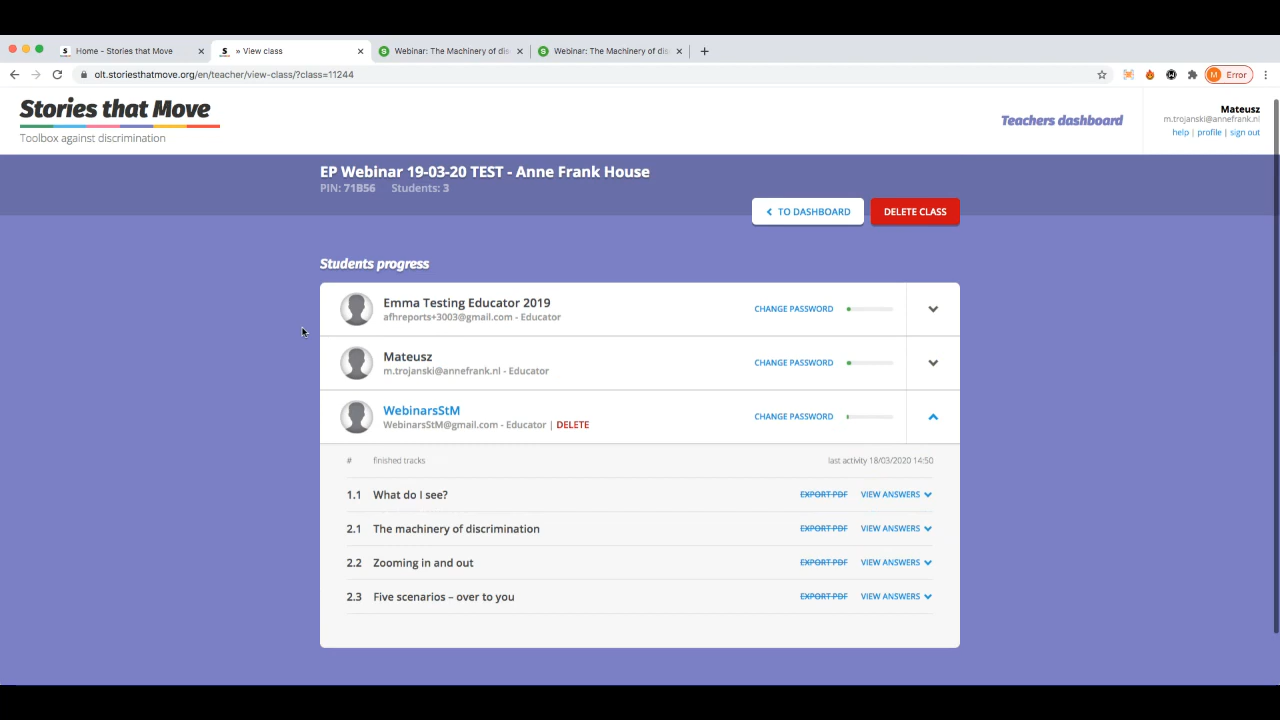 Home - Stories that Move
» View class
Webinar: The Machinery of dis
Webinar: The Machinery of dis
olt.storiesthatmove.org/en/teacher/view-class/?class=11244
M Error
Stories that Move
Toolbox against discrimination
Teachers dashboard
Mateusz
m.trojanski@annefrank.nl
help | profile | sign out
EP Webinar 19-03-20 TEST - Anne Frank House
PIN: 71B56 Students: 3
TO DASHBOARD
DELETE CLASS
Students progress
Emma Testing Educator 2019
afhreports+3003@gmail.com - Educator
CHANGE PASSWORD
Mateusz
m.trojanski@annefrank.nl - Educator
CHANGE PASSWORD
WebinarsStM
WebinarsStM@gmail.com - Educator | DELETE
CHANGE PASSWORD
# finished tracks last activity 18/03/2020 14:50
1.1 What do I see? EXPORT PDF VIEW ANSWERS
2.1 The machinery of discrimination EXPORT PDF VIEW ANSWERS
2.2 Zooming in and out EXPORT PDF VIEW ANSWERS
2.3 Five scenarios – over to you EXPORT PDF VIEW ANSWERS